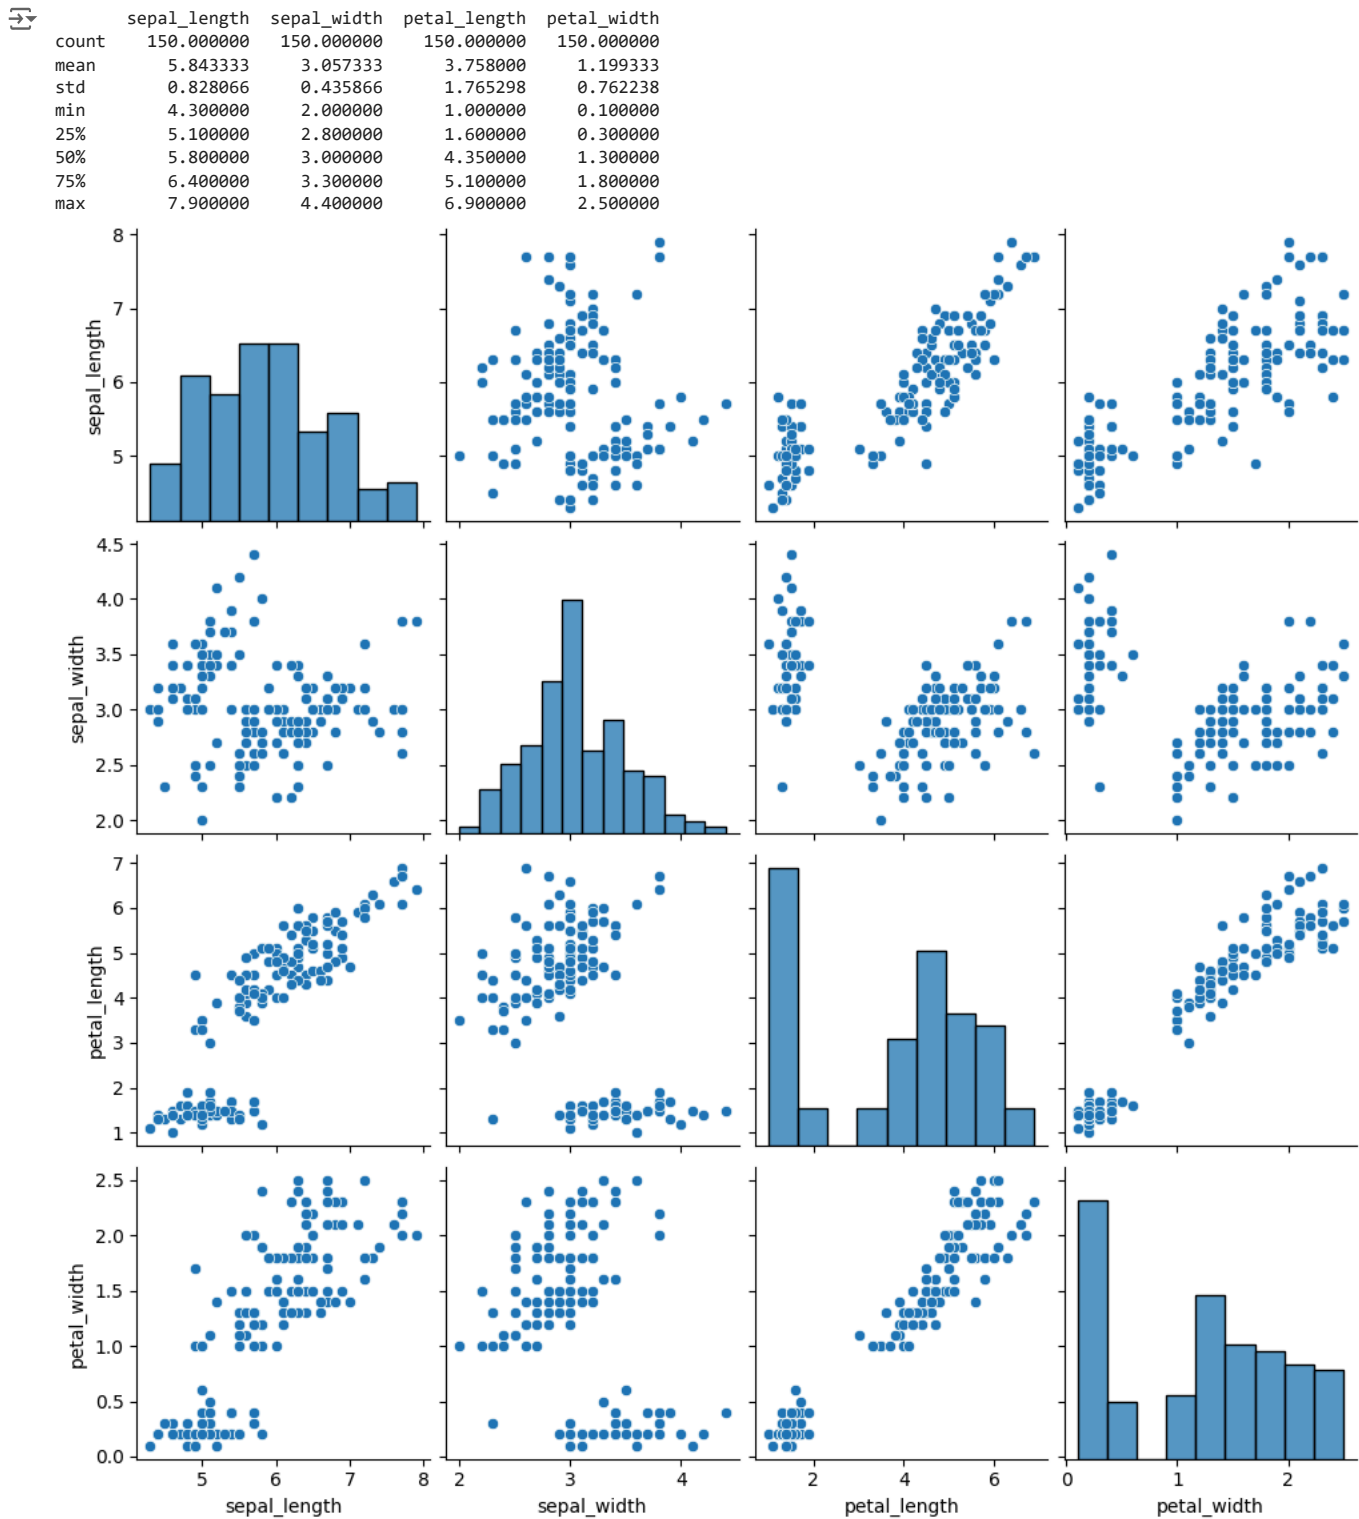 sepal_length sepal_width petal_length petal_width
count 150.000000 150.000000 150.000000 150.000000
mean 5.843333 3.057333 3.758000 1.199333
std 0.828066 0.435866 1.765298 0.762238
min 4.300000 2.000000 1.000000 0.100000
25% 5.100000 2.800000 1.600000 0.300000
50% 5.800000 3.000000 4.350000 1.300000
75% 6.400000 3.300000 5.100000 1.800000
max 7.900000 4.400000 6.900000 2.500000
8
7
6
5
sepal_length
4.5
4.0
3.5
3.0
2.5
2.0
sepal_width
7
6
5
4
3
2
1
petal_length
2.5
2.0
1.5
1.0
0.5
0.0
petal_width
5 6 7 8 2 3 4 2 4 6 0 1 2
sepal_length sepal_width petal_length petal_width